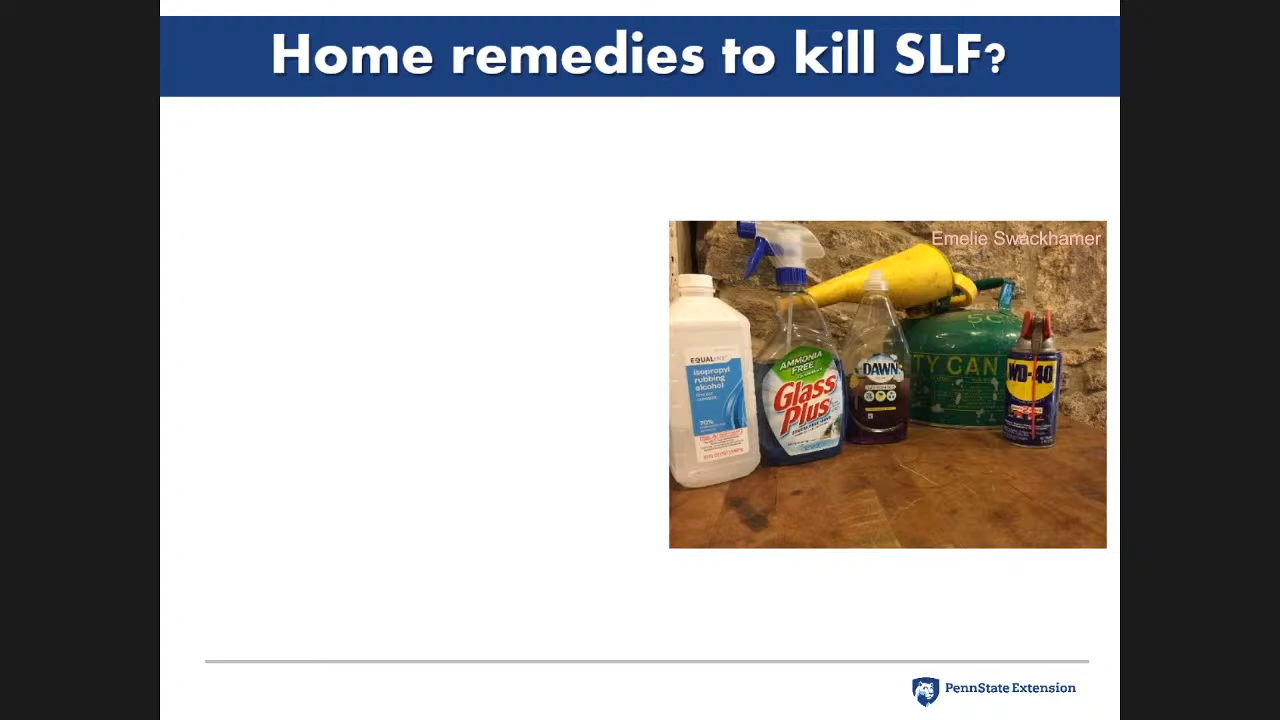 Home remedies to kill SLF?
Emelie Swackhamer
EQUATE
isopropyl
rubbing
alcohol
70%
AMMONIA
FREE
Glass
Plus
DAWN
TY CAN
WD-40
PennState Extension